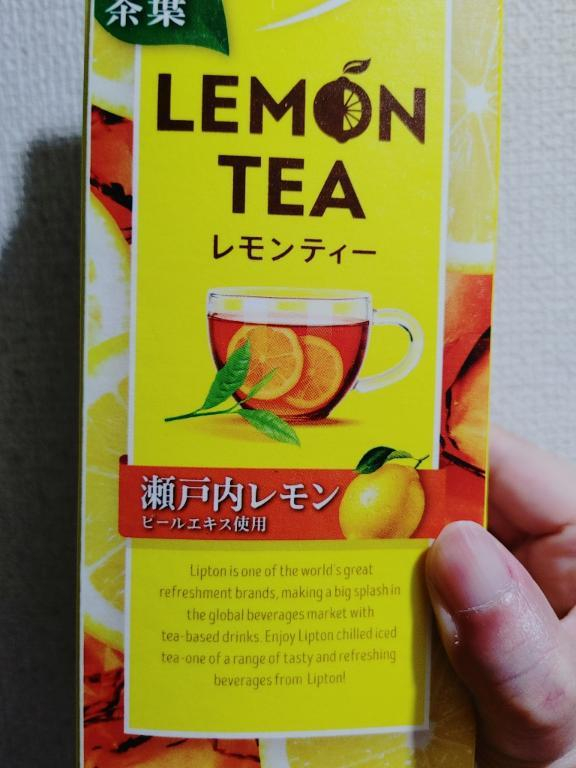 茶葉
LEMON
TEA
レモンティー
瀬戸内レモン
ピールエキス使用
Lipton is one of the world's great
refreshment brands, making a big splash in
the global beverages market with
tea-based drinks. Enjoy Lipton chilled iced
tea-one of a range of tasty and refreshing
beverages from Lipton!